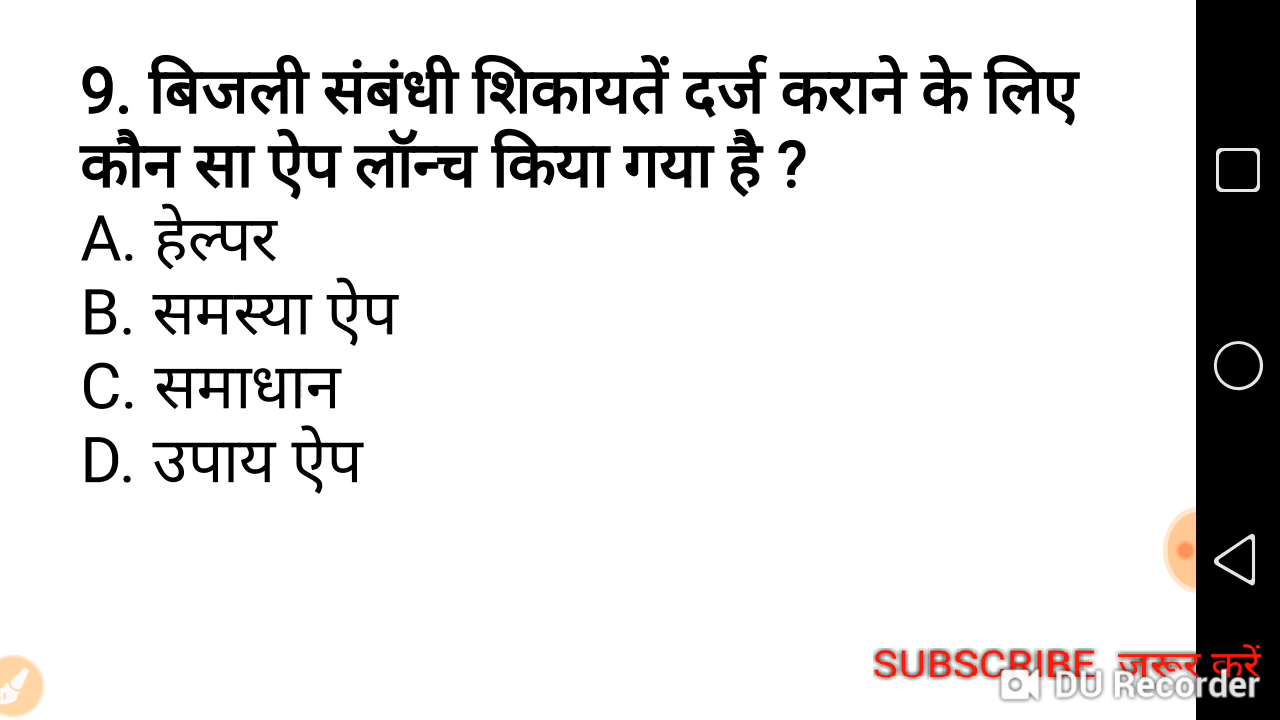 9. बिजली संबंधी शिकायतें दर्ज कराने के लिए
कौन सा ऐप लॉन्च किया गया है ?
A. हेल्पर
B. समस्या ऐप
C. समाधान
D. उपाय ऐप
SUBSCRIBE जरूर करें
DU Recorder